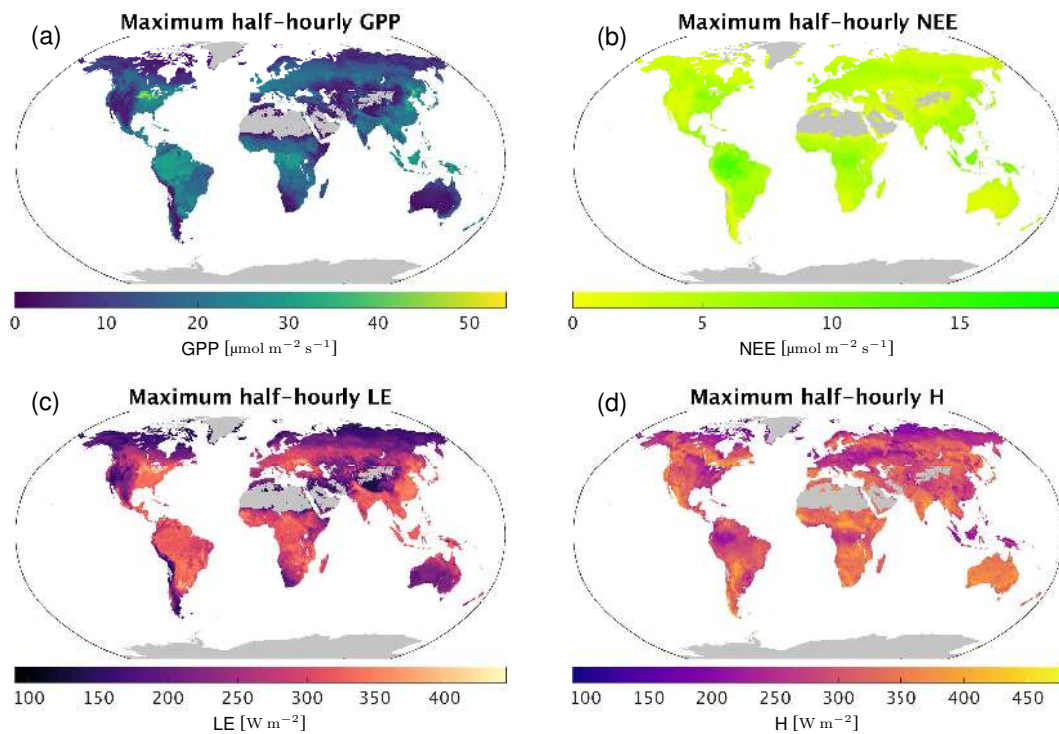 Maximum half-hourly GPP
(a)
0 10 20 30 40 50
GPP [μmol m⁻² s⁻¹]
Maximum half-hourly NEE
(b)
0 5 10 15
NEE [μmol m⁻² s⁻¹]
Maximum half-hourly LE
(c)
100 150 200 250 300 350 400
LE [W m⁻²]
Maximum half-hourly H
(d)
100 150 200 250 300 350 400 450
H [W m⁻²]